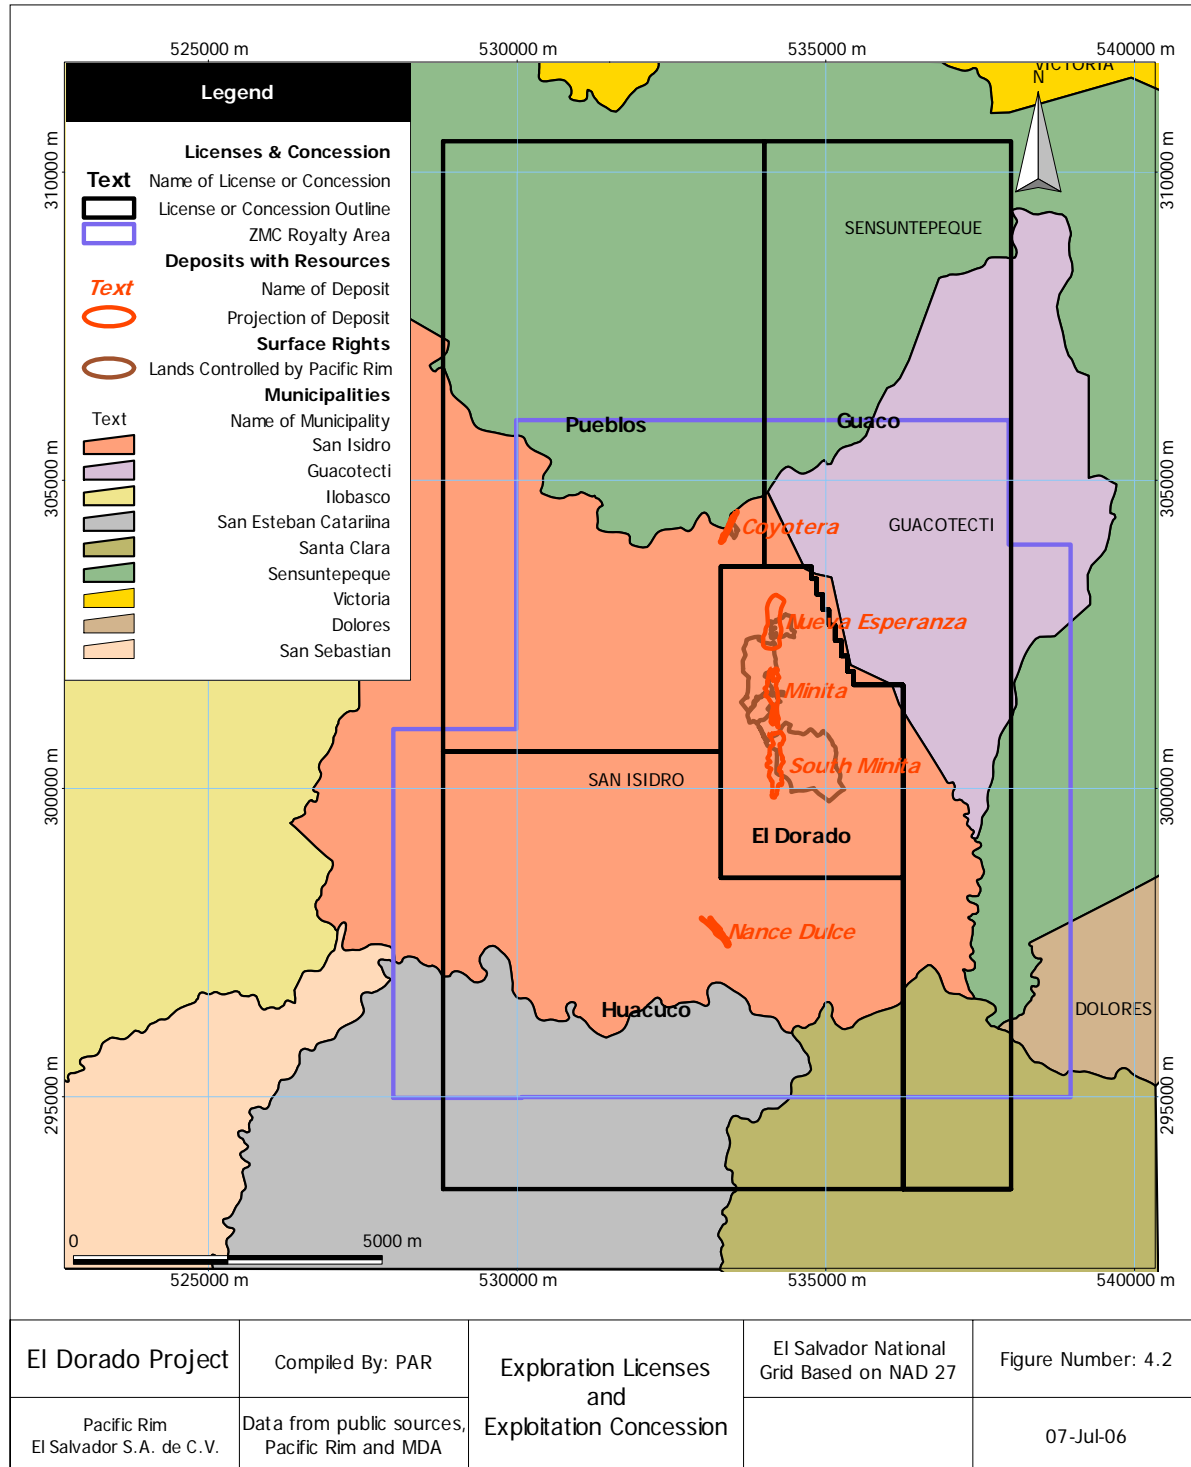 525000 m
530000 m
535000 m
540000 m
VICTORIA
N
Legend
Licenses & Concession
Text Name of License or Concession
License or Concession Outline
ZMC Royalty Area
Deposits with Resources
Text Name of Deposit
Projection of Deposit
Surface Rights
Lands Controlled by Pacific Rim
Municipalities
Text Name of Municipality
San Isidro
Guacotecti
Ilobasco
San Esteban Catariina
Santa Clara
Sensuntepeque
Victoria
Dolores
San Sebastian
310000 m
310000 m
SENSUNTEPEQUE
Pueblos
Guaco
305000 m
305000 m
Coyotera
GUACOTECTI
Nueva Esperanza
Minita
South Minita
SAN ISIDRO
300000 m
300000 m
El Dorado
Nance Dulce
Huacuco
DOLORES
295000 m
295000 m
0
5000 m
525000 m
530000 m
535000 m
540000 m
El Dorado Project
Compiled By: PAR
Exploration Licenses
and
Exploitation Concession
El Salvador National
Grid Based on NAD 27
Figure Number: 4.2
Pacific Rim
El Salvador S.A. de C.V.
Data from public sources,
Pacific Rim and MDA
07-Jul-06